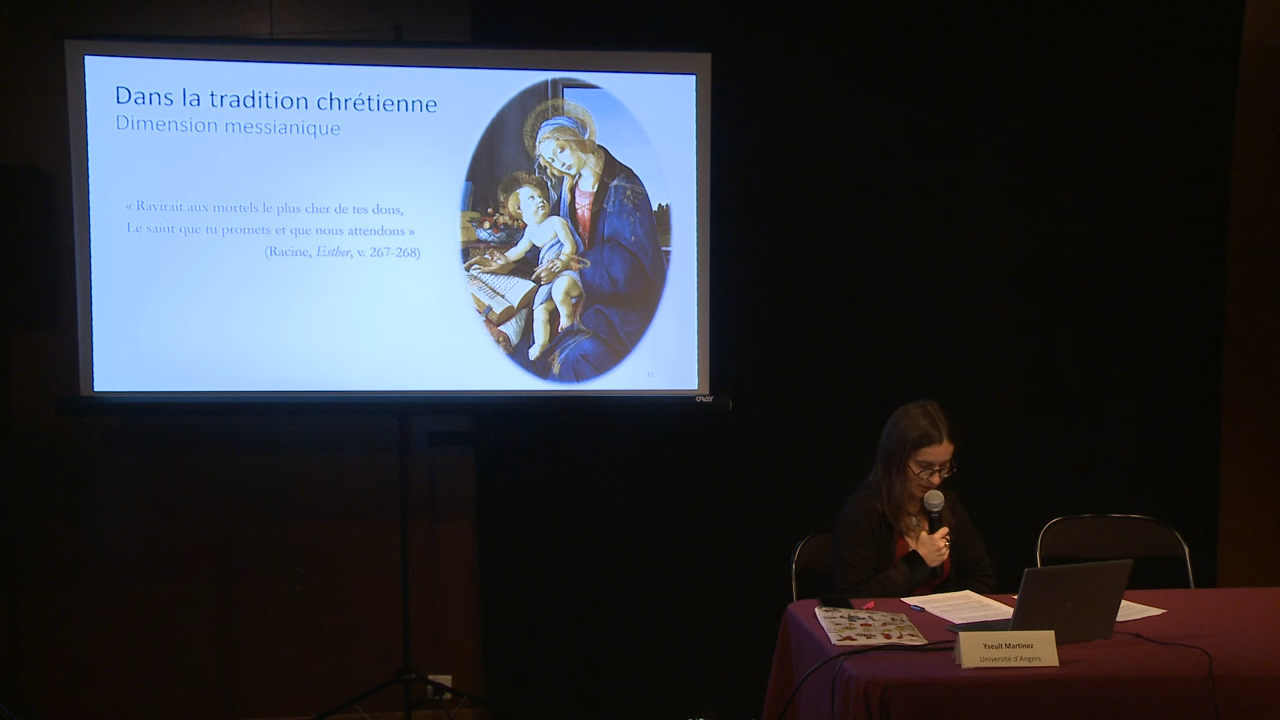 Dans la tradition chrétienne
Dimension messianique
« Ravirait aux mortels le plus cher de tes dons,
Le saint que tu promets et que nous attendons »
(Racine, Esther, v. 267-268)
Yseult Martinez
Université d'Angers